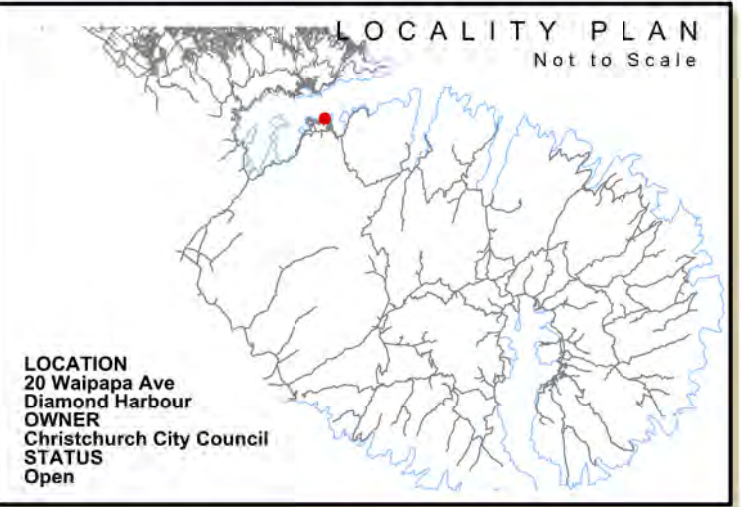 LOCALITY PLAN
Not to Scale
LOCATION
20 Waipapa Ave
Diamond Harbour
OWNER
Christchurch City Council
STATUS
Open